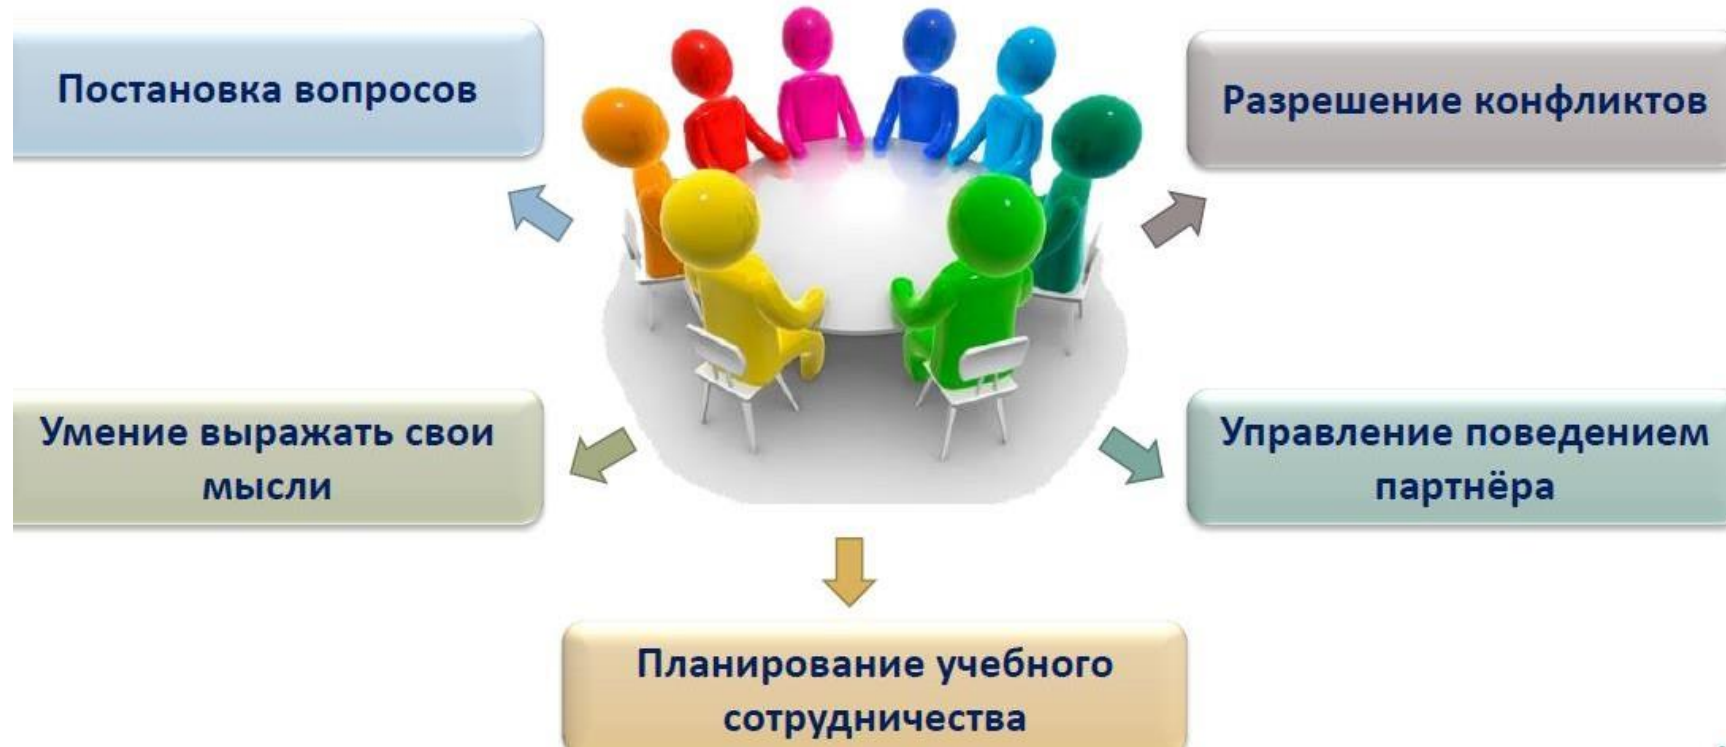 Постановка вопросов
Разрешение конфликтов
Умение выражать свои
мысли
Управление поведением
партнёра
Планирование учебного
сотрудничества